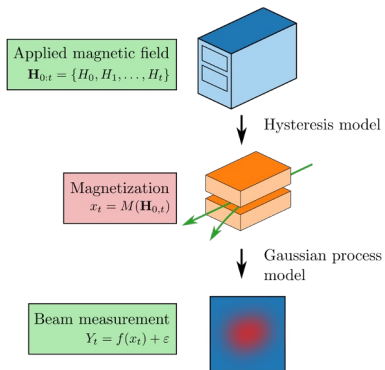 Applied magnetic field
H₀:ₜ = {H₀, H₁, . . . , Hₜ}
Hysteresis model
Magnetization
xₜ = M(H₀,ₜ)
Gaussian process
model
Beam measurement
Yₜ = f(xₜ) + ε